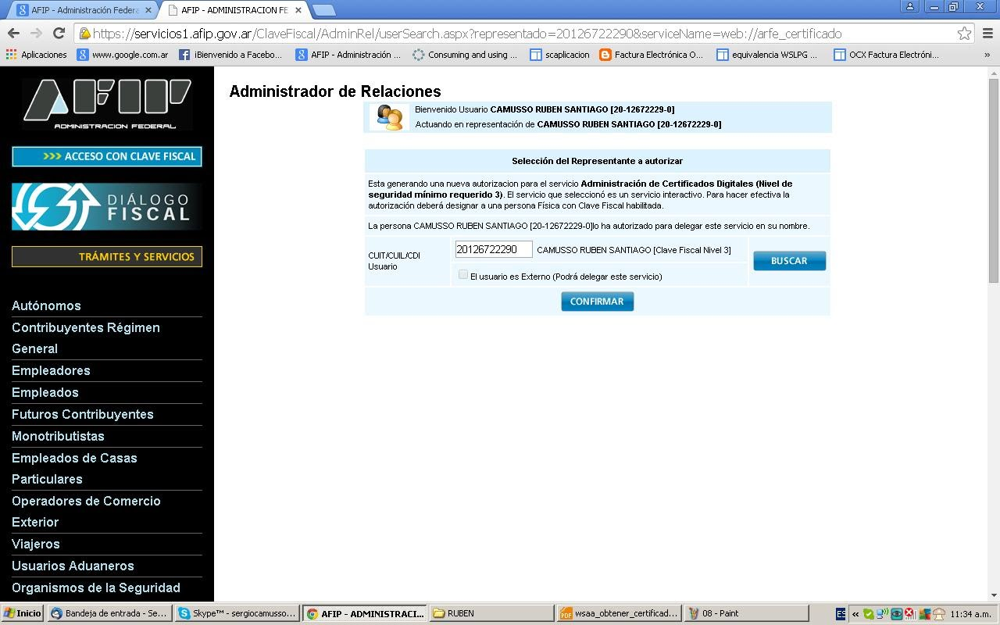 AFIP - Administración Federa
AFIP - ADMINISTRACION FE
https://servicios1.afip.gov.ar/ClaveFiscal/AdminRel/userSearch.aspx?representado=20126722290&serviceName=web://arfe_certificado
Aplicaciones
www.google.com.ar
iBienvenido a Facebo...
AFIP - Administración ...
Consuming and using ...
scaplicacion
Factura Electrónica O...
equivalencia WSLPG ...
OCX Factura Electróni...
»
AFIP
ADMINISTRACION FEDERAL
>>> ACCESO CON CLAVE FISCAL
DIÁLOGO
FISCAL
TRÁMITES Y SERVICIOS
Autónomos
Contribuyentes Régimen
General
Empleadores
Empleados
Futuros Contribuyentes
Monotributistas
Empleados de Casas
Particulares
Operadores de Comercio
Exterior
Viajeros
Usuarios Aduaneros
Organismos de la Seguridad
Administrador de Relaciones
Bienvenido Usuario CAMUSSO RUBEN SANTIAGO [20-12672229-0]
Actuando en representación de CAMUSSO RUBEN SANTIAGO [20-12672229-0]
Selección del Representante a autorizar
Esta generando una nueva autorizacion para el servicio Administración de Certificados Digitales (Nivel de
seguridad mínimo requerido 3). El servicio que seleccionó es un servicio interactivo. Para hacer efectiva la
autorización deberá designar a una persona Física con Clave Fiscal habilitada.
La persona CAMUSSO RUBEN SANTIAGO [20-12672229-0]lo ha autorizado para delegar este servicio en su nombre.
CUIT/CUIL/CDI
Usuario
20126722290
CAMUSSO RUBEN SANTIAGO [Clave Fiscal Nivel 3]
El usuario es Externo (Podrá delegar este servicio)
BUSCAR
CONFIRMAR
Inicio
Bandeja de entrada - Se...
Skype™ - sergiocamusso...
AFIP - ADMINISTRACI...
RUBEN
wsaa_obtener_certificad...
08 - Paint
ES
«
11:34 a.m.